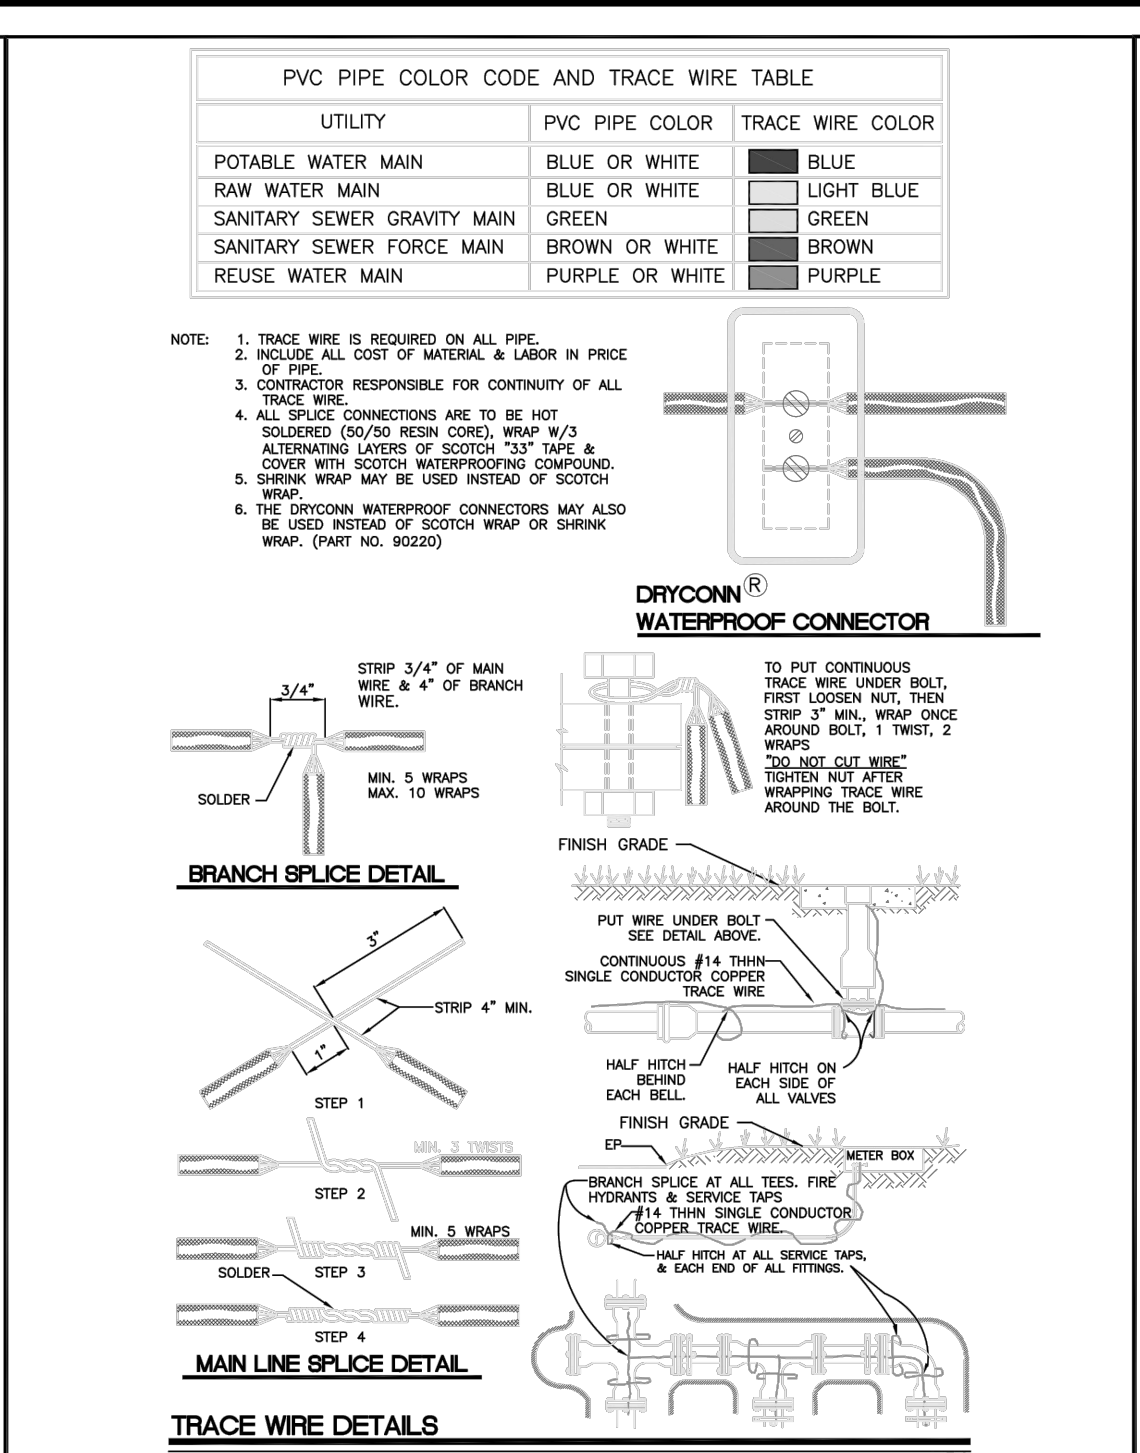 PVC PIPE COLOR CODE AND TRACE WIRE TABLE
UTILITY PVC PIPE COLOR TRACE WIRE COLOR
POTABLE WATER MAIN BLUE OR WHITE BLUE
RAW WATER MAIN BLUE OR WHITE LIGHT BLUE
SANITARY SEWER GRAVITY MAIN GREEN GREEN
SANITARY SEWER FORCE MAIN BROWN OR WHITE BROWN
REUSE WATER MAIN PURPLE OR WHITE PURPLE
NOTE: 1. TRACE WIRE IS REQUIRED ON ALL PIPE.
2. INCLUDE ALL COST OF MATERIAL & LABOR IN PRICE
OF PIPE.
3. CONTRACTOR RESPONSIBLE FOR CONTINUITY OF ALL
TRACE WIRE.
4. ALL SPLICE CONNECTIONS ARE TO BE HOT
SOLDERED (50/50 RESIN CORE), WRAP W/3
ALTERNATING LAYERS OF SCOTCH "33" TAPE &
COVER WITH SCOTCH WATERPROOFING COMPOUND.
5. SHRINK WRAP MAY BE USED INSTEAD OF SCOTCH
WRAP.
6. THE DRYCONN WATERPROOF CONNECTORS MAY ALSO
BE USED INSTEAD OF SCOTCH WRAP OR SHRINK
WRAP. (PART NO. 90220)
DRYCONN®
WATERPROOF CONNECTOR
STRIP 3/4" OF MAIN
WIRE & 4" OF BRANCH
WIRE.
3/4"
SOLDER
MIN. 5 WRAPS
MAX. 10 WRAPS
BRANCH SPLICE DETAIL
TO PUT CONTINUOUS
TRACE WIRE UNDER BOLT,
FIRST LOOSEN NUT, THEN
STRIP 3" MIN., WRAP ONCE
AROUND BOLT, 1 TWIST, 2
WRAPS
"DO NOT CUT WIRE"
TIGHTEN NUT AFTER
WRAPPING TRACE WIRE
AROUND THE BOLT.
FINISH GRADE
PUT WIRE UNDER BOLT
SEE DETAIL ABOVE.
CONTINUOUS #14 THHN
SINGLE CONDUCTOR COPPER
TRACE WIRE
HALF HITCH
BEHIND
EACH BELL.
HALF HITCH ON
EACH SIDE OF
ALL VALVES
3"
STRIP 4" MIN.
1"
STEP 1
MIN. 3 TWISTS
STEP 2
MIN. 5 WRAPS
STEP 3
SOLDER
STEP 4
MAIN LINE SPLICE DETAIL
FINISH GRADE
EP
METER BOX
BRANCH SPLICE AT ALL TEES. FIRE
HYDRANTS & SERVICE TAPS
#14 THHN SINGLE CONDUCTOR
COPPER TRACE WIRE.
HALF HITCH AT ALL SERVICE TAPS,
& EACH END OF ALL FITTINGS.
TRACE WIRE DETAILS